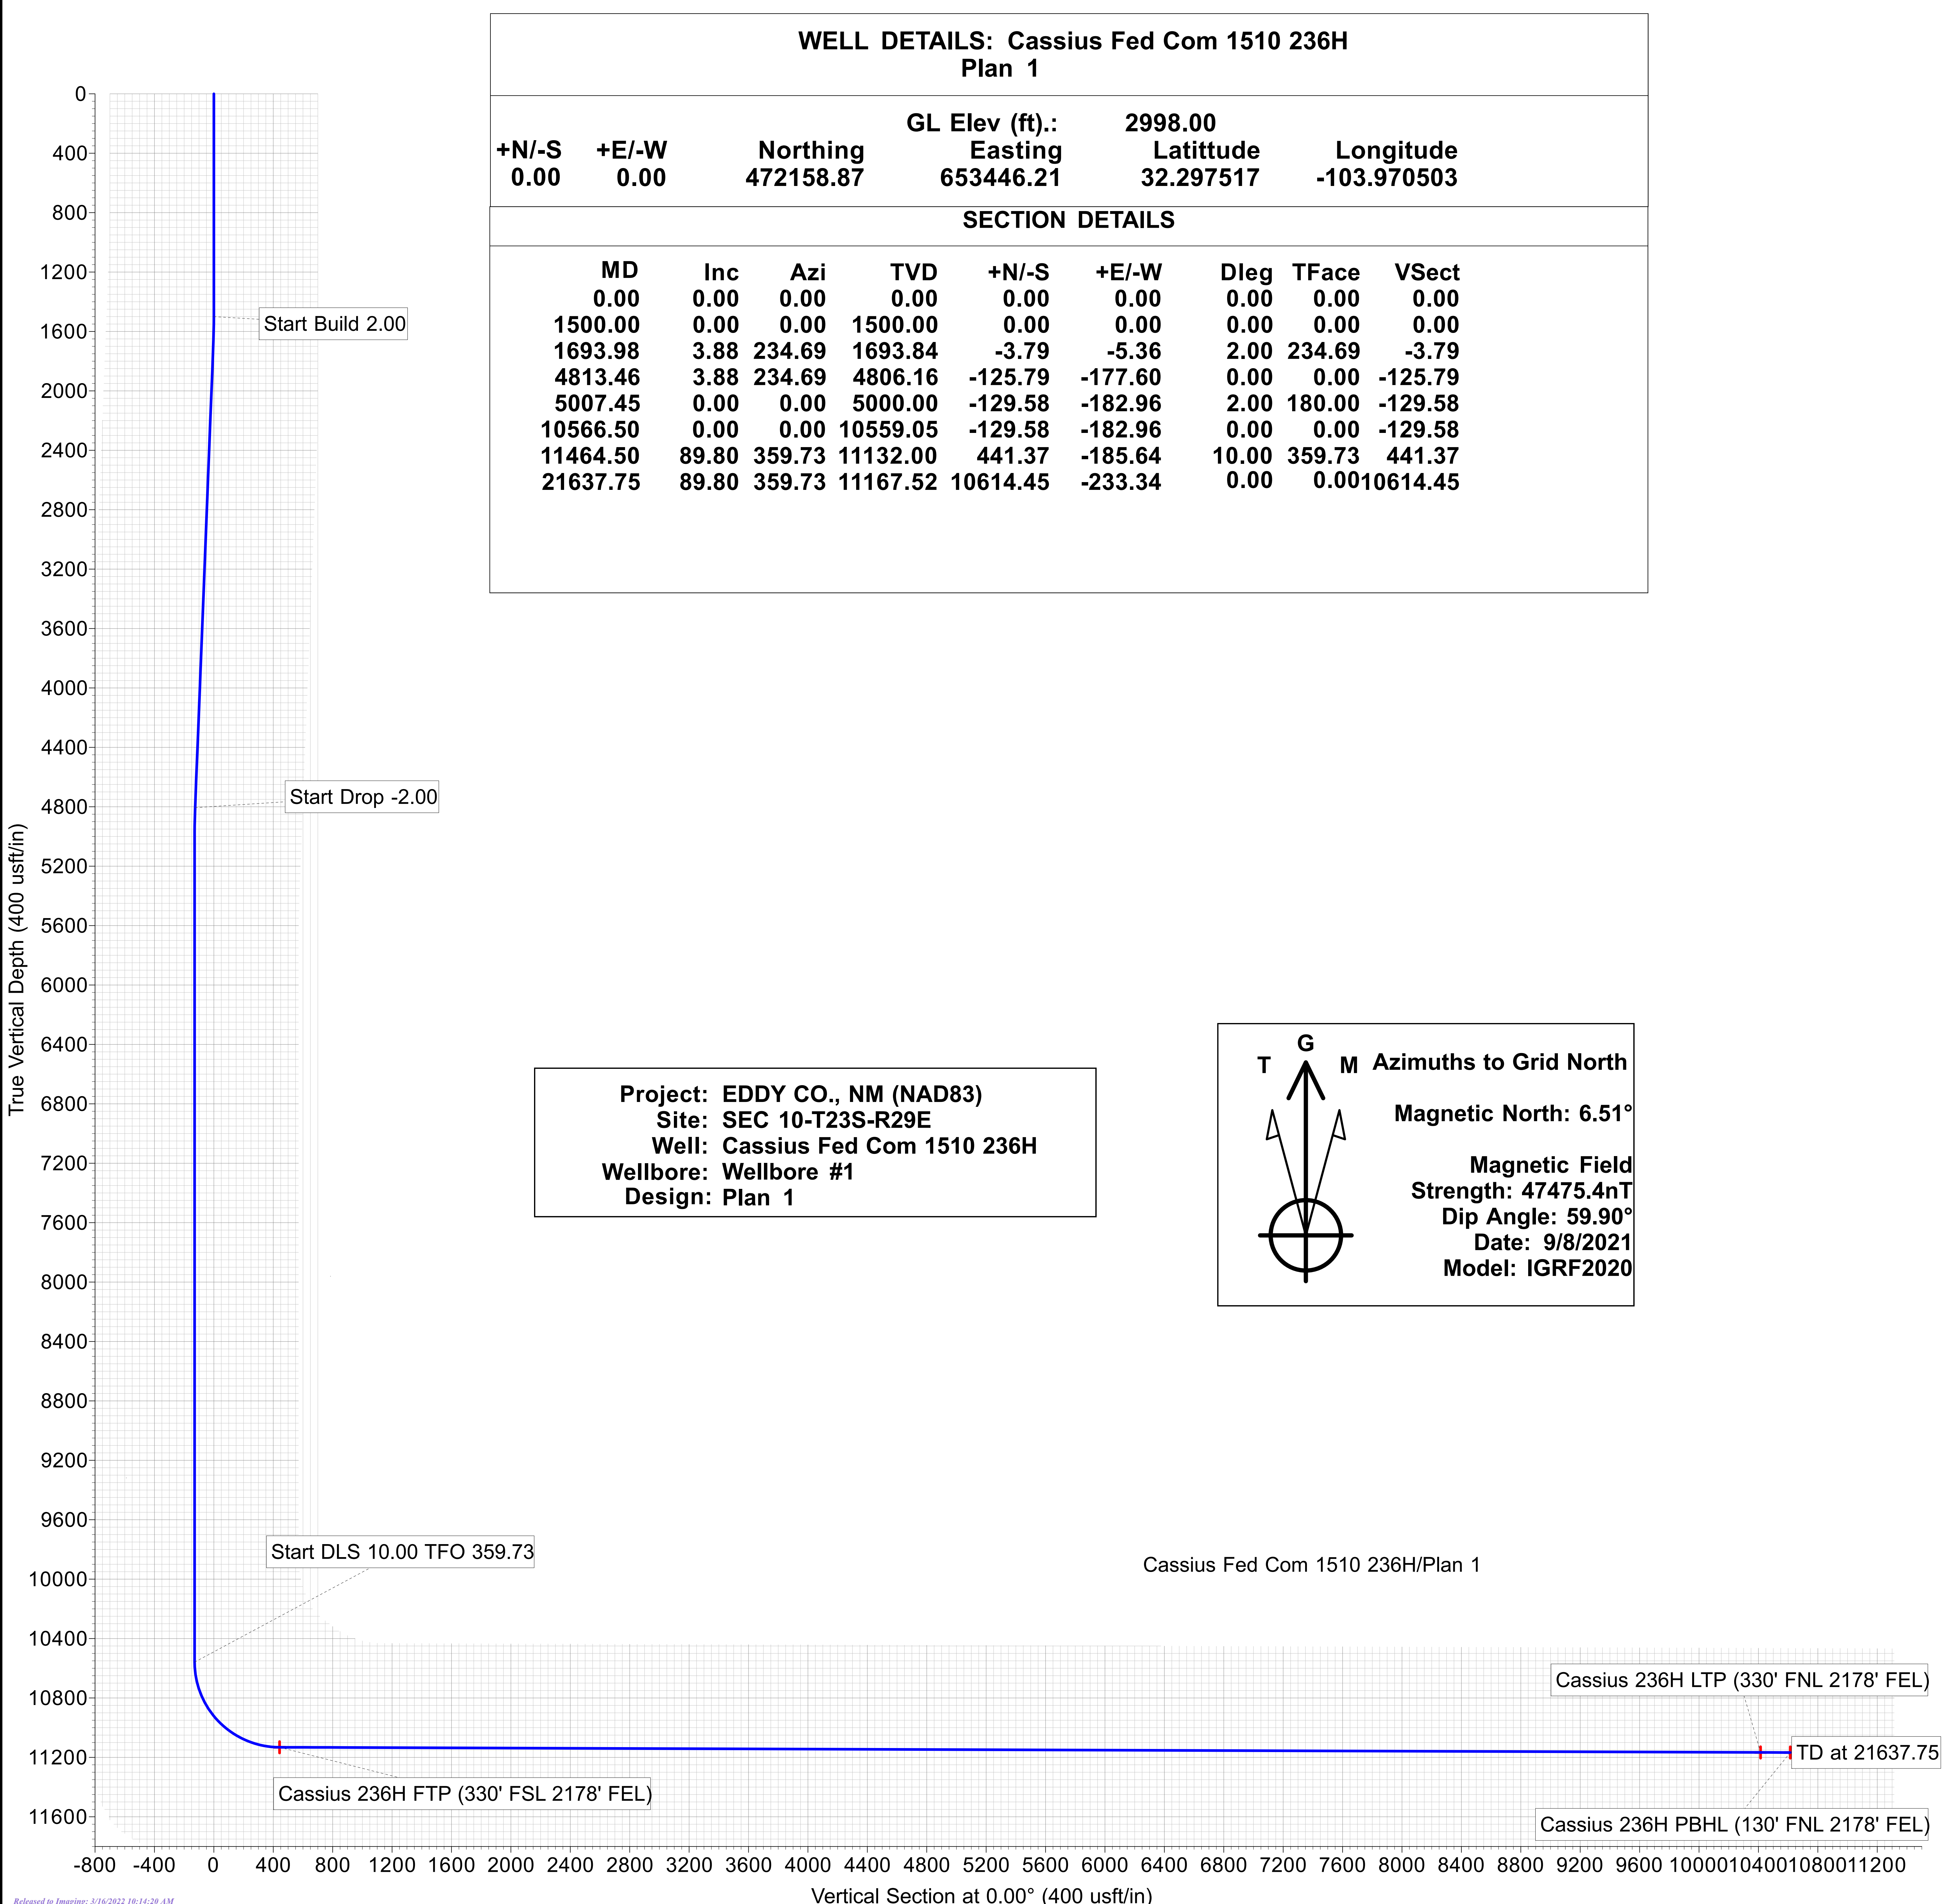 WELL DETAILS: Cassius Fed Com 1510 236H
Plan 1
GL Elev (ft).: 2998.00
+N/-S +E/-W Northing Easting Latittude Longitude
0.00 0.00 472158.87 653446.21 32.297517 -103.970503
SECTION DETAILS
MD Inc Azi TVD +N/-S +E/-W Dleg TFace VSect
0.00 0.00 0.00 0.00 0.00 0.00 0.00 0.00 0.00
1500.00 0.00 0.00 1500.00 0.00 0.00 0.00 0.00 0.00
1693.98 3.88 234.69 1693.84 -3.79 -5.36 2.00 234.69 -3.79
4813.46 3.88 234.69 4806.16 -125.79 -177.60 0.00 0.00 -125.79
5007.45 0.00 0.00 5000.00 -129.58 -182.96 2.00 180.00 -129.58
10566.50 0.00 0.00 10559.05 -129.58 -182.96 0.00 0.00 -129.58
11464.50 89.80 359.73 11132.00 441.37 -185.64 10.00 359.73 441.37
21637.75 89.80 359.73 11167.52 10614.45 -233.34 0.00 0.00 10614.45
True Vertical Depth (400 usft/in)
0
400
800
1200
1600
2000
2400
2800
3200
3600
4000
4400
4800
5200
5600
6000
6400
6800
7200
7600
8000
8400
8800
9200
9600
10000
10400
10800
11200
11600
Start Build 2.00
Start Drop -2.00
Project: EDDY CO., NM (NAD83)
Site: SEC 10-T23S-R29E
Well: Cassius Fed Com 1510 236H
Wellbore: Wellbore #1
Design: Plan 1
T G M
Azimuths to Grid North
Magnetic North: 6.51°
Magnetic Field
Strength: 47475.4nT
Dip Angle: 59.90°
Date: 9/8/2021
Model: IGRF2020
Start DLS 10.00 TFO 359.73
Cassius Fed Com 1510 236H/Plan 1
Cassius 236H LTP (330' FNL 2178' FEL)
TD at 21637.75
Cassius 236H FTP (330' FSL 2178' FEL)
Cassius 236H PBHL (130' FNL 2178' FEL)
-800 -400 0 400 800 1200 1600 2000 2400 2800 3200 3600 4000 4400 4800 5200 5600 6000 6400 6800 7200 7600 8000 8400 8800 9200 9600 10000 10400 10800 11200
Vertical Section at 0.00° (400 usft/in)
Released to Imaging: 3/16/2022 10:14:20 AM